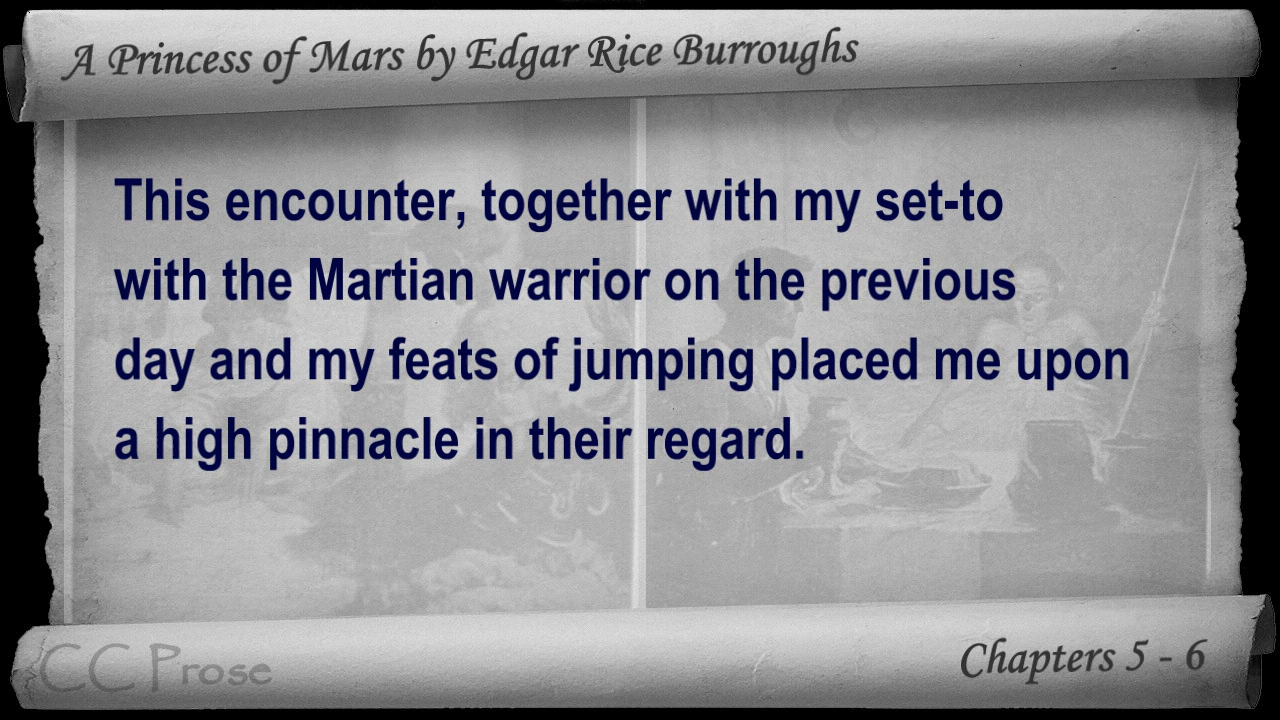 A Princess of Mars by Edgar Rice Burroughs
This encounter, together with my set-to
with the Martian warrior on the previous
day and my feats of jumping placed me upon
a high pinnacle in their regard.
CC Prose
Chapters 5 - 6